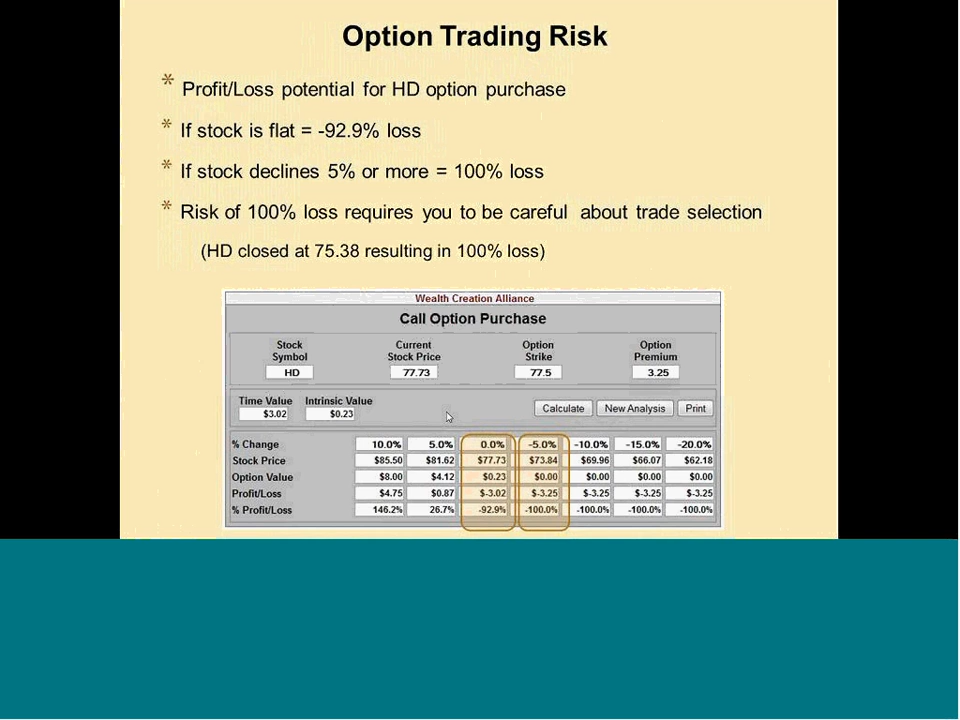 Option Trading Risk
* Profit/Loss potential for HD option purchase
* If stock is flat = -92.9% loss
* If stock declines 5% or more = 100% loss
* Risk of 100% loss requires you to be careful about trade selection
(HD closed at 75.38 resulting in 100% loss)
Wealth Creation Alliance
Call Option Purchase
Stock Current Option Option
Symbol Stock Price Strike Premium
HD 77.73 77.5 3.25
Time Value Intrinsic Value
$3.02 $0.23 Calculate New Analysis Print
% Change 10.0% 5.0% 0.0% -5.0% -10.0% -15.0% -20.0%
Stock Price $85.50 $81.62 $77.73 $73.84 $69.96 $66.07 $62.18
Option Value $8.00 $4.12 $0.23 $0.00 $0.00 $0.00 $0.00
Profit/Loss $4.75 $0.87 $-3.02 $-3.25 $-3.25 $-3.25 $-3.25
% Profit/Loss 146.2% 26.7% -92.9% -100.0% -100.0% -100.0% -100.0%